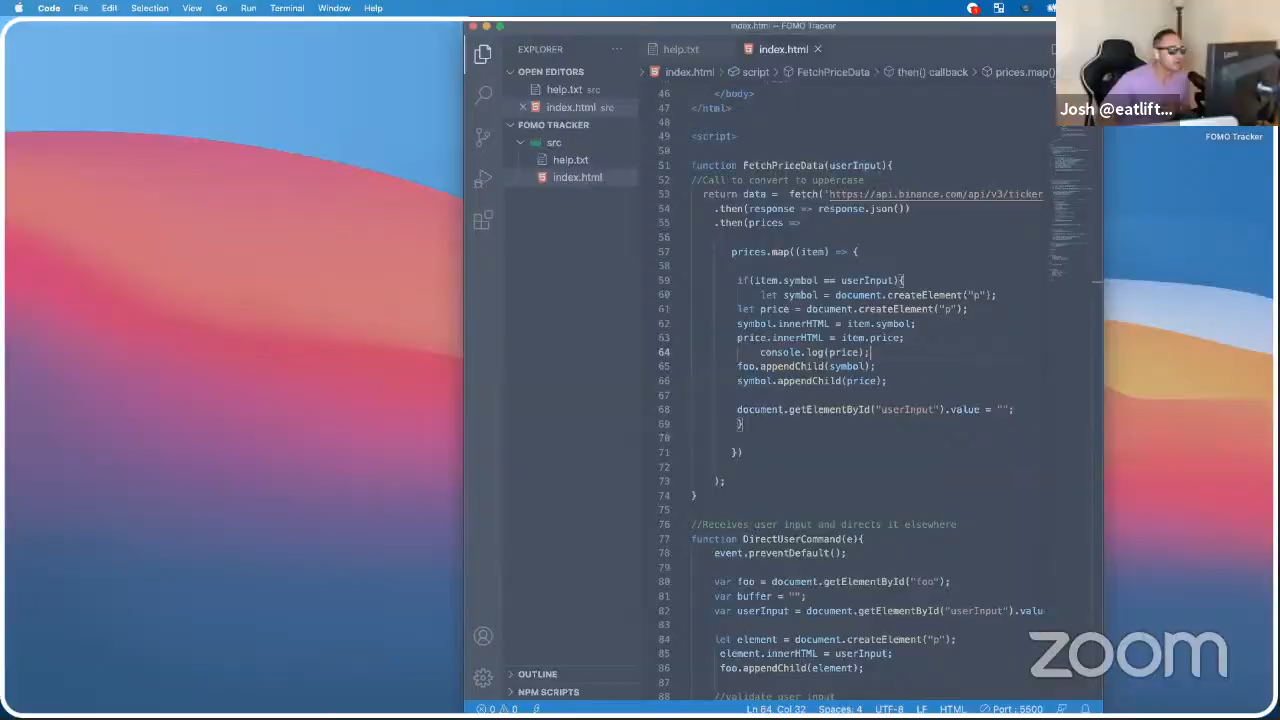 Code File Edit Selection View Go Run Terminal Window Help
index.html — FOMO Tracker
EXPLORER
help.txt
index.html
index.html > script > FetchPriceData > then() callback > prices.map()
OPEN EDITORS
help.txt src
index.html src
FOMO TRACKER
src
help.txt
index.html
OUTLINE
NPM SCRIPTS
46 </body>
47 </html>
48
49 <script>
50
51 function FetchPriceData(userInput){
52 //Call to convert to uppercase
53 return data = fetch('https://api.binance.com/api/v3/ticker
54 .then(response => response.json())
55 .then(prices =>
56
57 prices.map((item) => {
58
59 if(item.symbol == userInput){
60 let symbol = document.createElement("p");
61 let price = document.createElement("p");
62 symbol.innerHTML = item.symbol;
63 price.innerHTML = item.price;
64 console.log(price);
65 foo.appendChild(symbol);
66 symbol.appendChild(price);
67
68 document.getElementById("userInput").value = "";
69 }
70
71 })
72
73 );
74 }
75
76 //Receives user input and directs it elsewhere
77 function DirectUserCommand(e){
78 event.preventDefault();
79
80 var foo = document.getElementById("foo");
81 var buffer = "";
82 var userInput = document.getElementById("userInput").valu
83
84 let element = document.createElement("p");
85 element.innerHTML = userInput;
86 foo.appendChild(element);
87
88 //validate user input
0 0 Ln 64, Col 32 Spaces: 4 UTF-8 LF HTML Port : 5500
Josh @eatlift...
FOMO Tracker
zoom